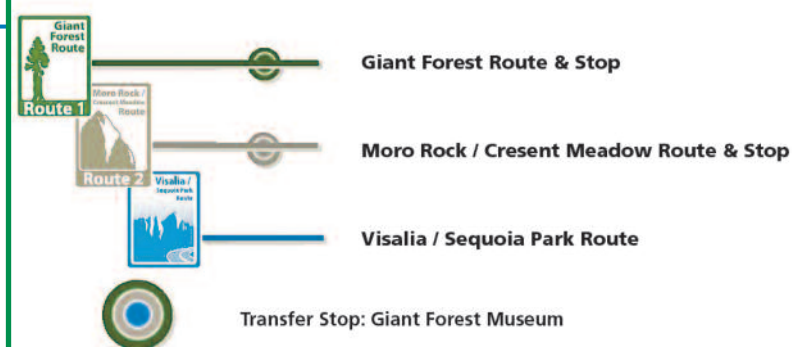 Giant
Forest
Route
Route 1
Giant Forest Route & Stop
Moro Rock /
Cresent Meadow
Route
Route 2
Moro Rock / Cresent Meadow Route & Stop
Visalia /
Sequoia Park
Route
Visalia / Sequoia Park Route
Transfer Stop: Giant Forest Museum